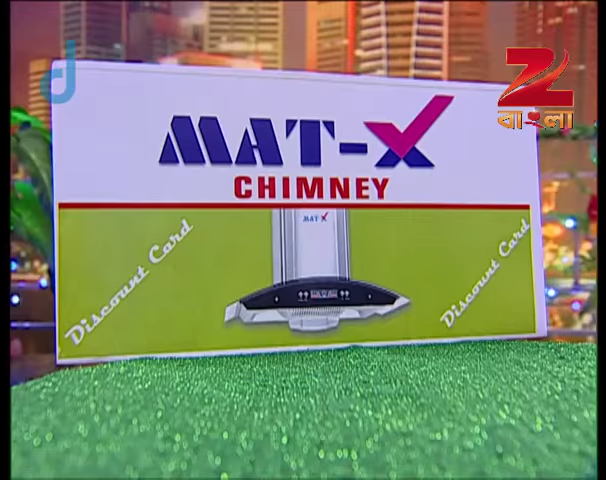 Z
বাংলা
MAT-X
CHIMNEY
MAT-X
Discount Card
Discount Card